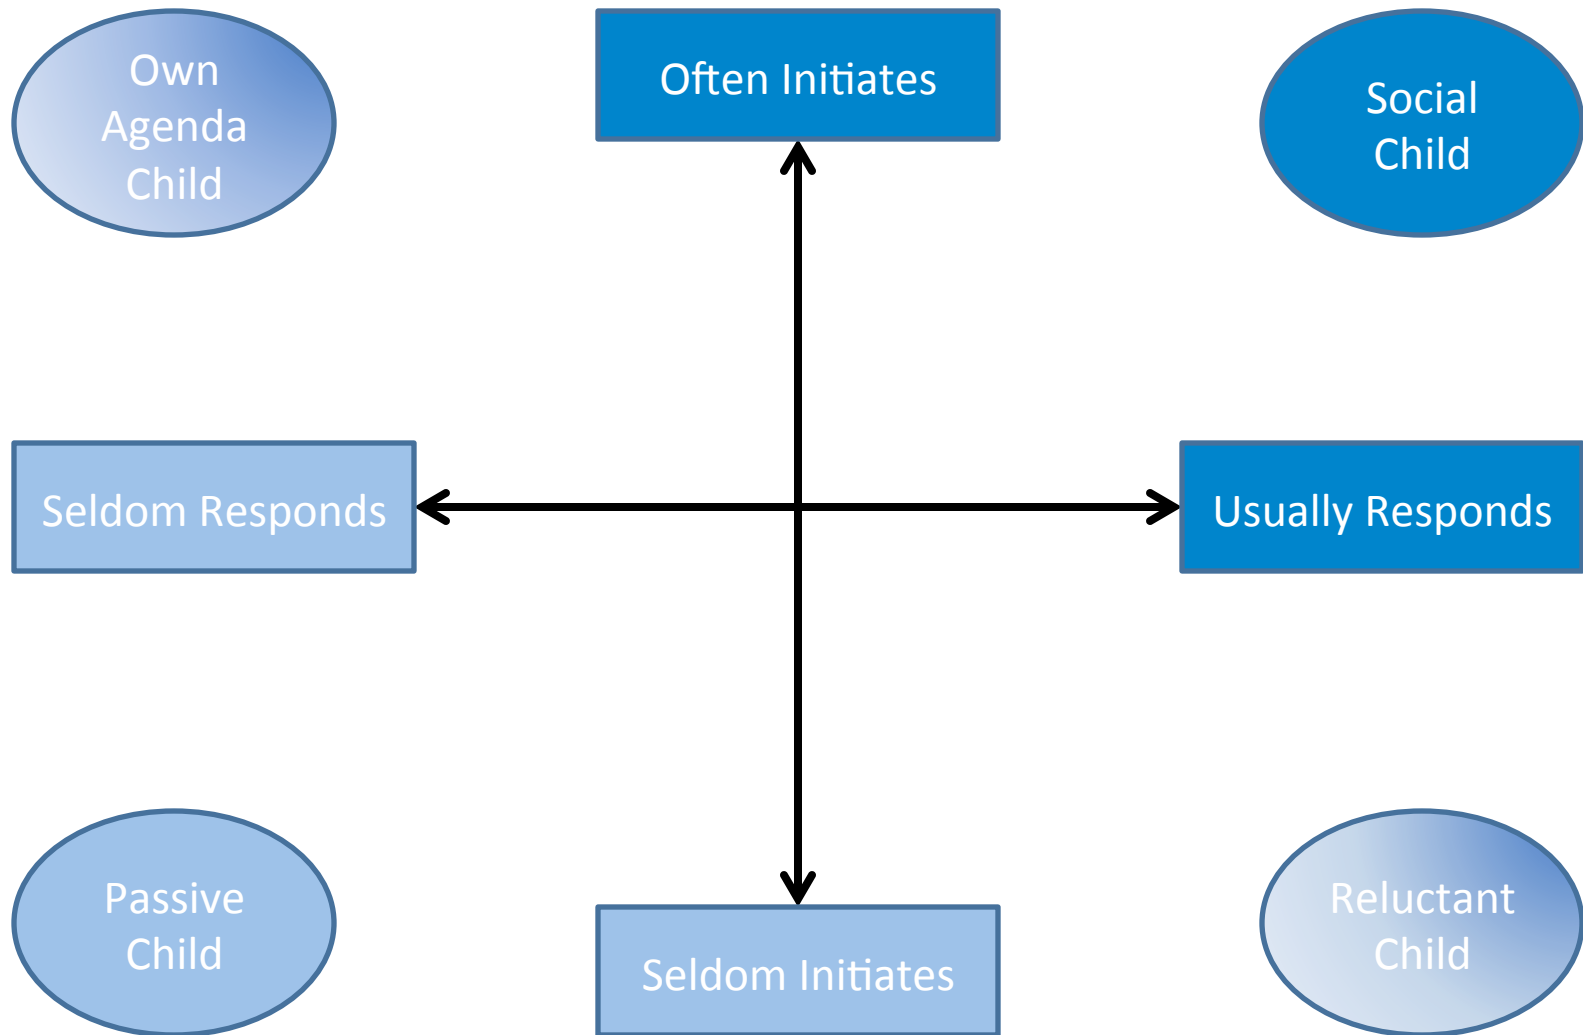 Own
Agenda
Child
Often Initiates
Social
Child
Seldom Responds
Usually Responds
Passive
Child
Seldom Initiates
Reluctant
Child